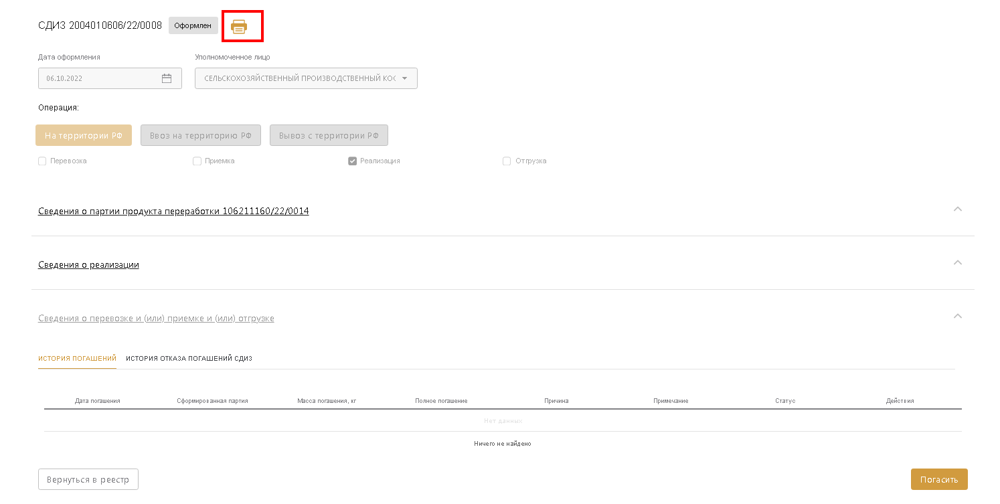 СДИЗ 2004010606/22/0008 Оформлен
Дата оформления Уполномоченное лицо
06.10.2022 СЕЛЬСКОХОЗЯЙСТВЕННЫЙ ПРОИЗВОДСТВЕННЫЙ КОС
Операция:
На территории РФ Ввоз на территорию РФ Вывоз с территории РФ
Перевозка Приемка Реализация Отгрузка
Сведения о партии продукта переработки 106211160/22/0014
Сведения о реализации
Сведения о перевозке и (или) приемке и (или) отгрузке
ИСТОРИЯ ПОГАШЕНИЙ ИСТОРИЯ ОТКАЗА ПОГАШЕНИЙ СДИЗ
Дата погашения Сформированная партия Масса погашения, кг Полное погашение Причина Примечание Статус Действия
Нет данных
Ничего не найдено
Вернуться в реестр Погасить